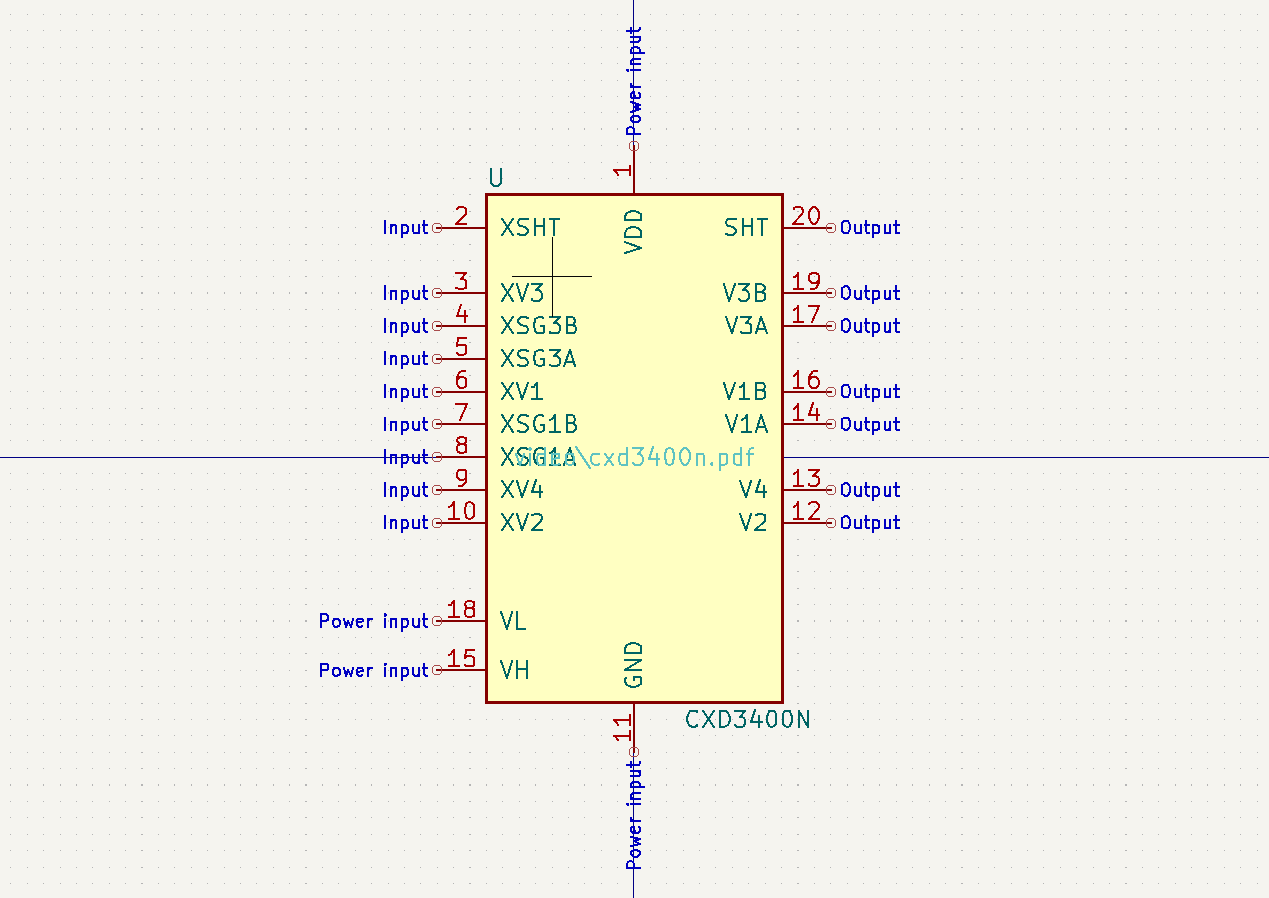 Power input
1
U
VDD
Input 2 XSHT SHT 20 Output
Input 3 XV3 V3B 19 Output
Input 4 XSG3B V3A 17 Output
Input 5 XSG3A
Input 6 XV1 V1B 16 Output
Input 7 XSG1B V1A 14 Output
Input 8 XSG1A
video\cxd3400n.pdf
Input 9 XV4 V4 13 Output
Input 10 XV2 V2 12 Output
Power input 18 VL
Power input 15 VH
GND
11
CXD3400N
Power input